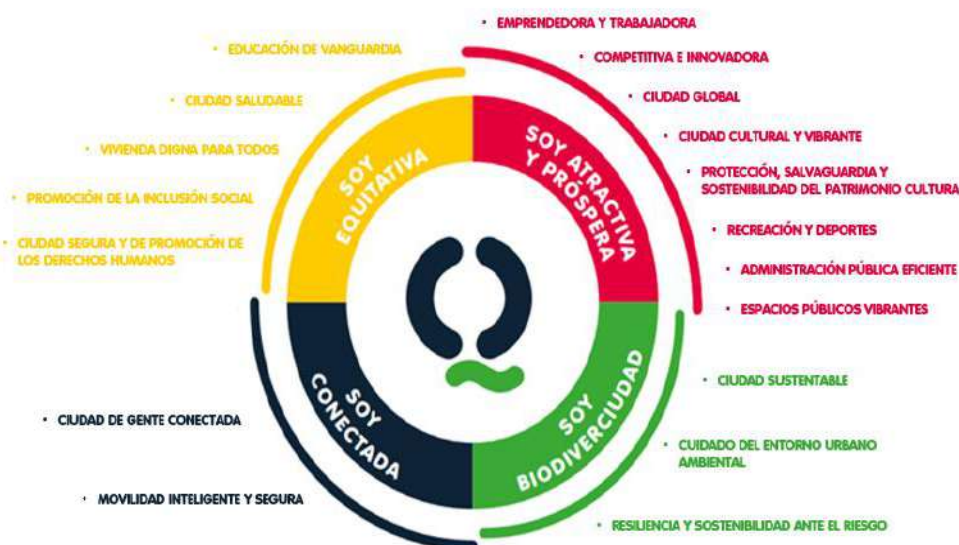 • EDUCACIÓN DE VANGUARDIA
• CIUDAD SALUDABLE
• VIVIENDA DIGNA PARA TODOS
• PROMOCIÓN DE LA INCLUSIÓN SOCIAL
• CIUDAD SEGURA Y DE PROMOCIÓN DE
LOS DERECHOS HUMANOS
SOY
EQUITATIVA
• EMPRENDEDORA Y TRABAJADORA
• COMPETITIVA E INNOVADORA
• CIUDAD GLOBAL
• CIUDAD CULTURAL Y VIBRANTE
• PROTECCIÓN, SALVAGUARDIA Y
SOSTENIBILIDAD DEL PATRIMONIO CULTURA
• RECREACIÓN Y DEPORTES
• ADMINISTRACIÓN PÚBLICA EFICIENTE
• ESPACIOS PÚBLICOS VIBRANTES
SOY ATRACTIVA
Y PRÓSPERA
• CIUDAD DE GENTE CONECTADA
• MOVILIDAD INTELIGENTE Y SEGURA
SOY
CONECTADA
• CIUDAD SUSTENTABLE
• CUIDADO DEL ENTORNO URBANO
AMBIENTAL
• RESILIENCIA Y SOSTENIBILIDAD ANTE EL RIESGO
SOY
BIODIVERCIUDAD